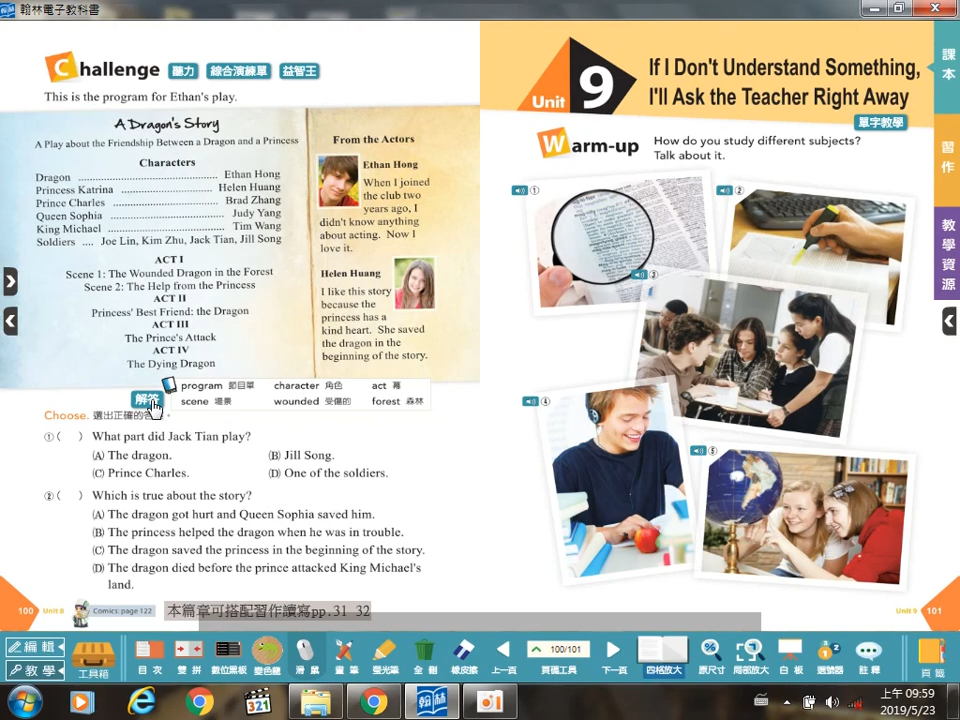 翰林電子教科書
Challenge 聽力 綜合演練單 益智王
This is the program for Ethan's play.
A Dragon's Story
A Play about the Friendship Between a Dragon and a Princess
Characters
Dragon ........ Ethan Hong
Princess Katrina ........ Helen Huang
Prince Charles ........ Brad Zhang
Queen Sophia ........ Judy Yang
King Michael ........ Tim Wang
Soldiers .... Joe Lin, Kim Zhu, Jack Tian, Jill Song
ACT I
Scene 1: The Wounded Dragon in the Forest
Scene 2: The Help from the Princess
ACT II
Princess' Best Friend: the Dragon
ACT III
The Prince's Attack
ACT IV
The Dying Dragon
From the Actors
Ethan Hong
When I joined
the club two
years ago, I
didn't know anything
about acting. Now I
love it.
Helen Huang
I like this story
because the
princess has a
kind heart. She saved
the dragon in the
beginning of the story.
解答
program 節目單 character 角色 act 幕
scene 場景 wounded 受傷的 forest 森林
Choose. 選出正確的答
① ( ) What part did Jack Tian play?
(A) The dragon. (B) Jill Song.
(C) Prince Charles. (D) One of the soldiers.
② ( ) Which is true about the story?
(A) The dragon got hurt and Queen Sophia saved him.
(B) The princess helped the dragon when he was in trouble.
(C) The dragon saved the princess in the beginning of the story.
(D) The dragon died before the prince attacked King Michael's
land.
100 Unit 8 Comics: page 122 本篇章可搭配習作讀寫pp.31 32
Unit 9
If I Don't Understand Something,
I'll Ask the Teacher Right Away
單字教學
Warm-up How do you study different subjects?
Talk about it.
① ②
③
④ ⑤
Unit 9 101
課本
習作
教學資源
編輯
教學
工具箱 目次 雙拼 數位黑板 變色龍 滑鼠 畫筆 螢光筆 全刪 橡皮擦 上一頁 100/101 頁碼工具 下一頁 四格放大 原尺寸 局部放大 白板 選號器 註釋 頁籤
321
上午 09:59
2019/5/23